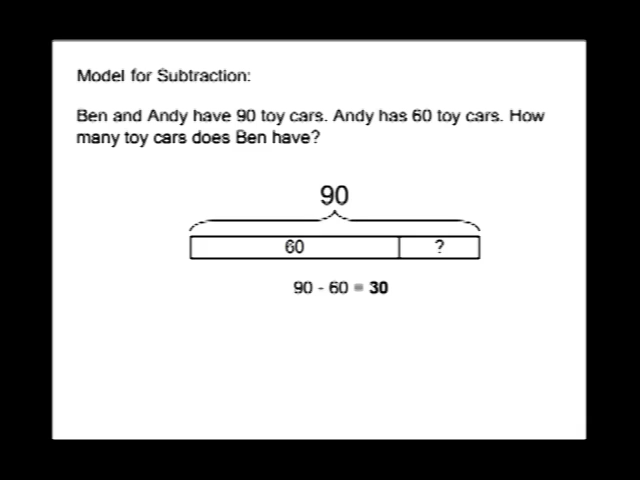 Model for Subtraction:
Ben and Andy have 90 toy cars. Andy has 60 toy cars. How
many toy cars does Ben have?
90
60 ?
90 - 60 = 30